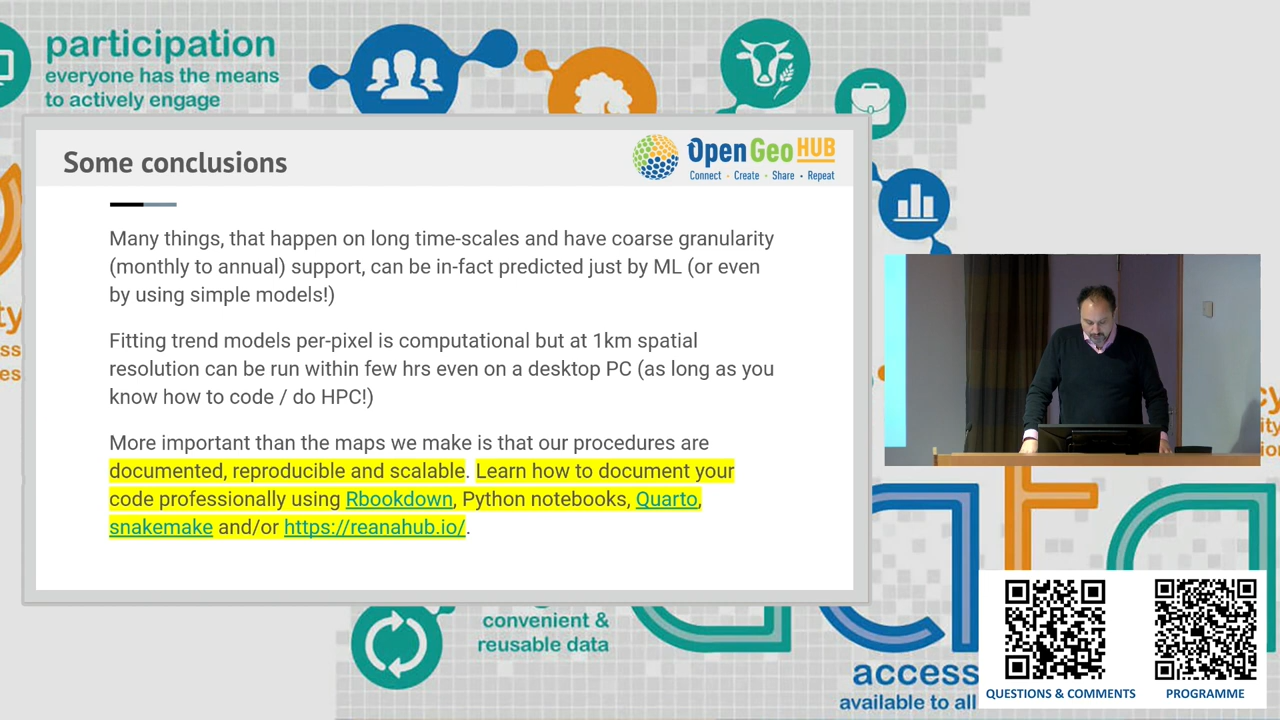 participation
everyone has the means
to actively engage
Some conclusions
OpenGeoHUB
Connect · Create · Share · Repeat
Many things, that happen on long time-scales and have coarse granularity
(monthly to annual) support, can be in-fact predicted just by ML (or even
by using simple models!)
Fitting trend models per-pixel is computational but at 1km spatial
resolution can be run within few hrs even on a desktop PC (as long as you
know how to code / do HPC!)
More important than the maps we make is that our procedures are
documented, reproducible and scalable. Learn how to document your
code professionally using Rbookdown, Python notebooks, Quarto,
snakemake and/or https://reanahub.io/.
convenient &
reusable data
access
available to all
QUESTIONS & COMMENTS
PROGRAMME